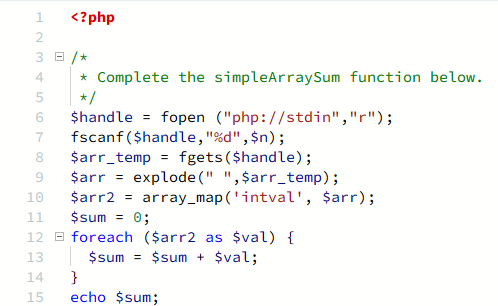 1 <?php
2
3 /*
4  * Complete the simpleArraySum function below.
5  */
6 $handle = fopen ("php://stdin","r");
7 fscanf($handle,"%d",$n);
8 $arr_temp = fgets($handle);
9 $arr = explode(" ",$arr_temp);
10 $arr2 = array_map('intval', $arr);
11 $sum = 0;
12 foreach ($arr2 as $val) {
13   $sum = $sum + $val;
14 }
15 echo $sum;